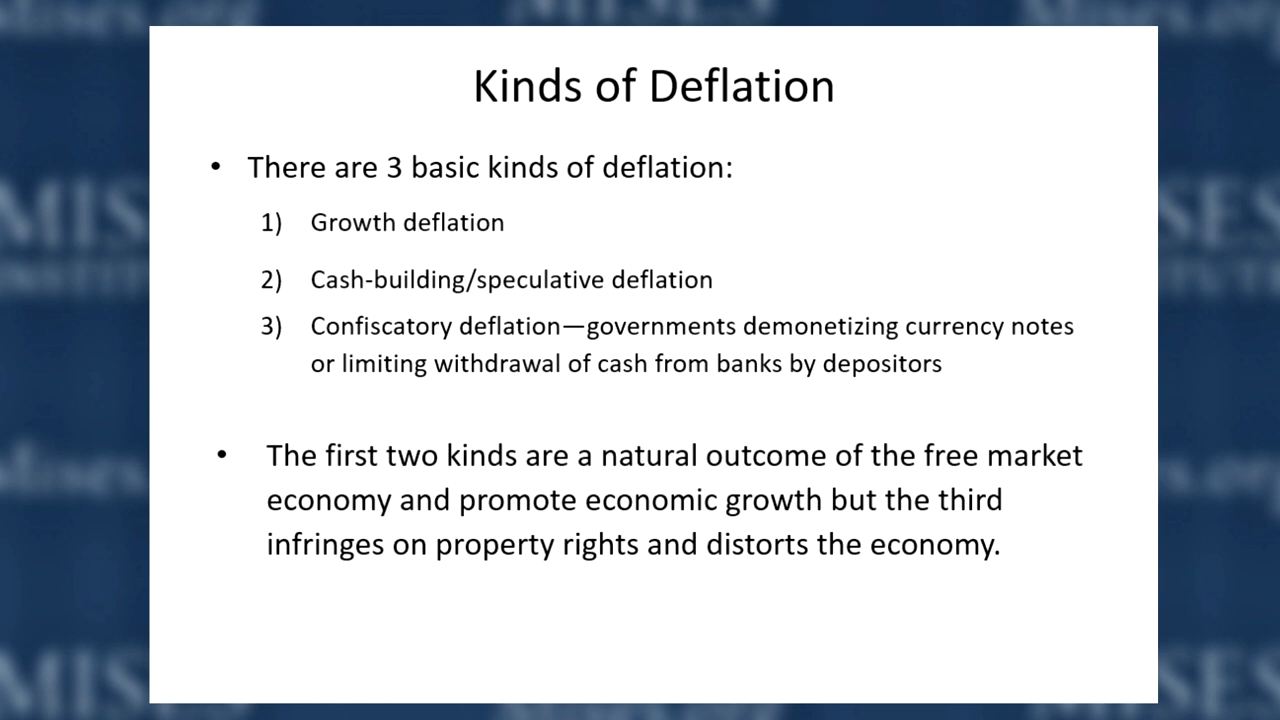 Kinds of Deflation
• There are 3 basic kinds of deflation:
1) Growth deflation
2) Cash-building/speculative deflation
3) Confiscatory deflation—governments demonetizing currency notes
or limiting withdrawal of cash from banks by depositors
• The first two kinds are a natural outcome of the free market
economy and promote economic growth but the third
infringes on property rights and distorts the economy.